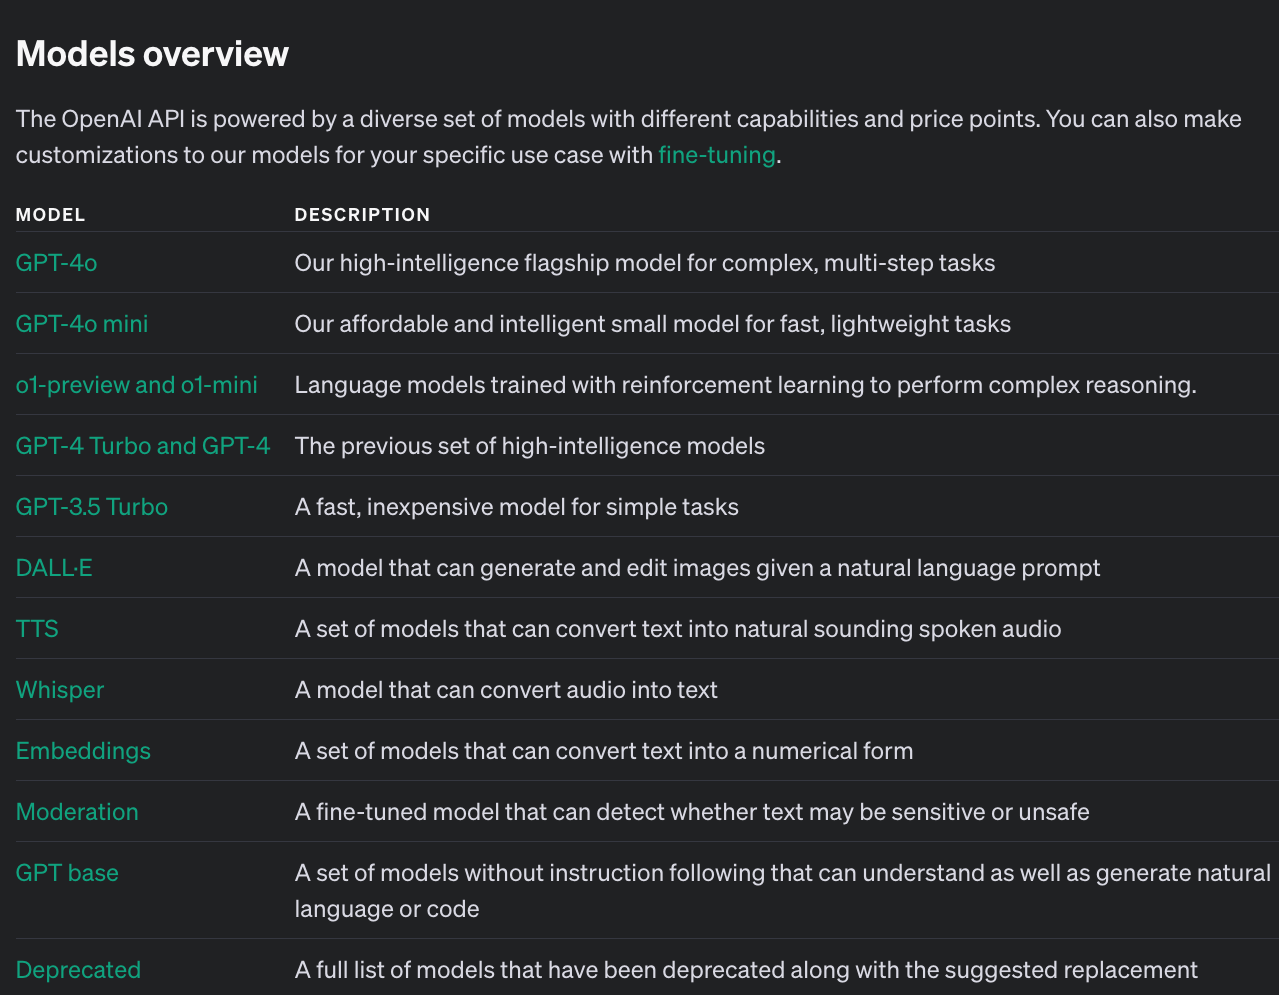 Models overview
The OpenAI API is powered by a diverse set of models with different capabilities and price points. You can also make
customizations to our models for your specific use case with fine-tuning.
MODEL DESCRIPTION
GPT-4o Our high-intelligence flagship model for complex, multi-step tasks
GPT-4o mini Our affordable and intelligent small model for fast, lightweight tasks
o1-preview and o1-mini Language models trained with reinforcement learning to perform complex reasoning.
GPT-4 Turbo and GPT-4 The previous set of high-intelligence models
GPT-3.5 Turbo A fast, inexpensive model for simple tasks
DALL·E A model that can generate and edit images given a natural language prompt
TTS A set of models that can convert text into natural sounding spoken audio
Whisper A model that can convert audio into text
Embeddings A set of models that can convert text into a numerical form
Moderation A fine-tuned model that can detect whether text may be sensitive or unsafe
GPT base A set of models without instruction following that can understand as well as generate natural
language or code
Deprecated A full list of models that have been deprecated along with the suggested replacement